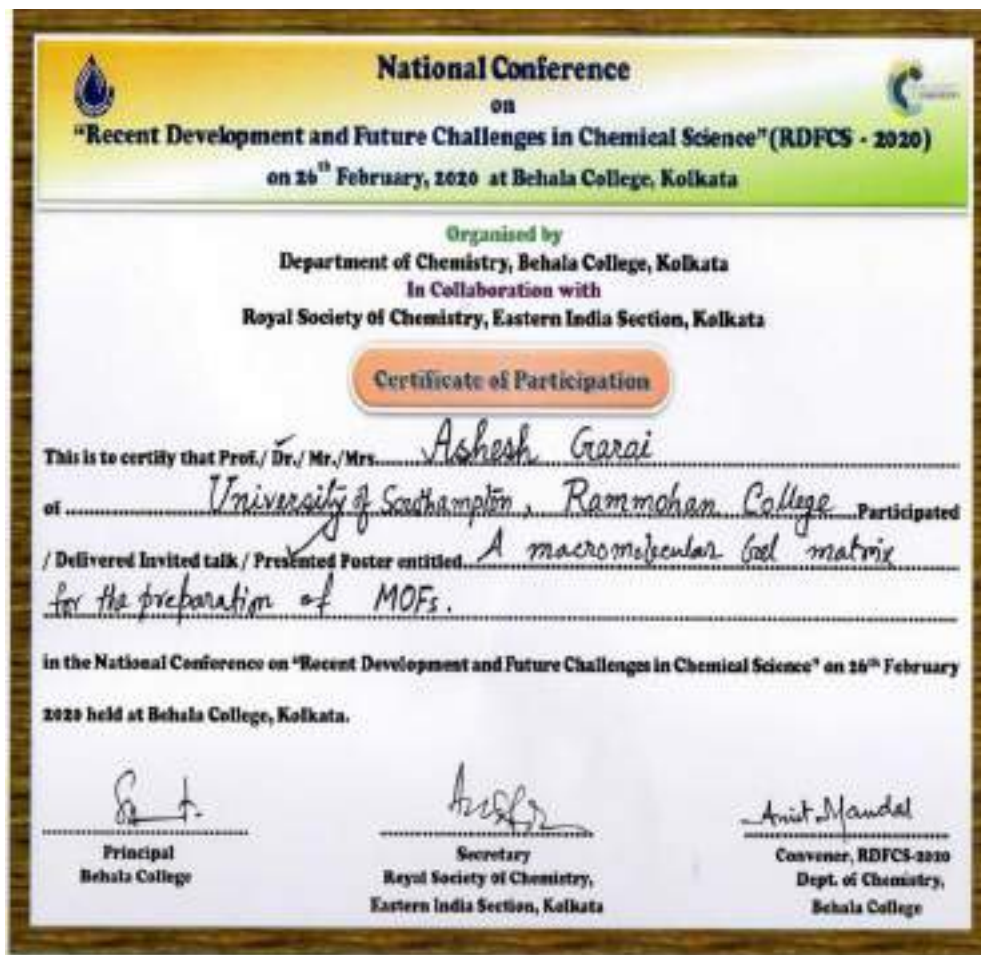 National Conference
on
"Recent Development and Future Challenges in Chemical Science"(RDFCS - 2020)
on 26th February, 2020 at Behala College, Kolkata
Organised by
Department of Chemistry, Behala College, Kolkata
In Collaboration with
Royal Society of Chemistry, Eastern India Section, Kolkata
Certificate of Participation
This is to certify that Prof./ Dr./ Mr./Mrs. Ashesh Garai
of University of Southampton, Rammohan College Participated
/ Delivered Invited talk / Presented Poster entitled A macromolecular Gel matrix
for the preparation of MOFs.
in the National Conference on "Recent Development and Future Challenges in Chemical Science" on 26th February
2020 held at Behala College, Kolkata.
Amit Mandal
Principal Secretary Convener, RDFCS-2020
Behala College Royal Society of Chemistry, Dept. of Chemistry,
Eastern India Section, Kolkata Behala College